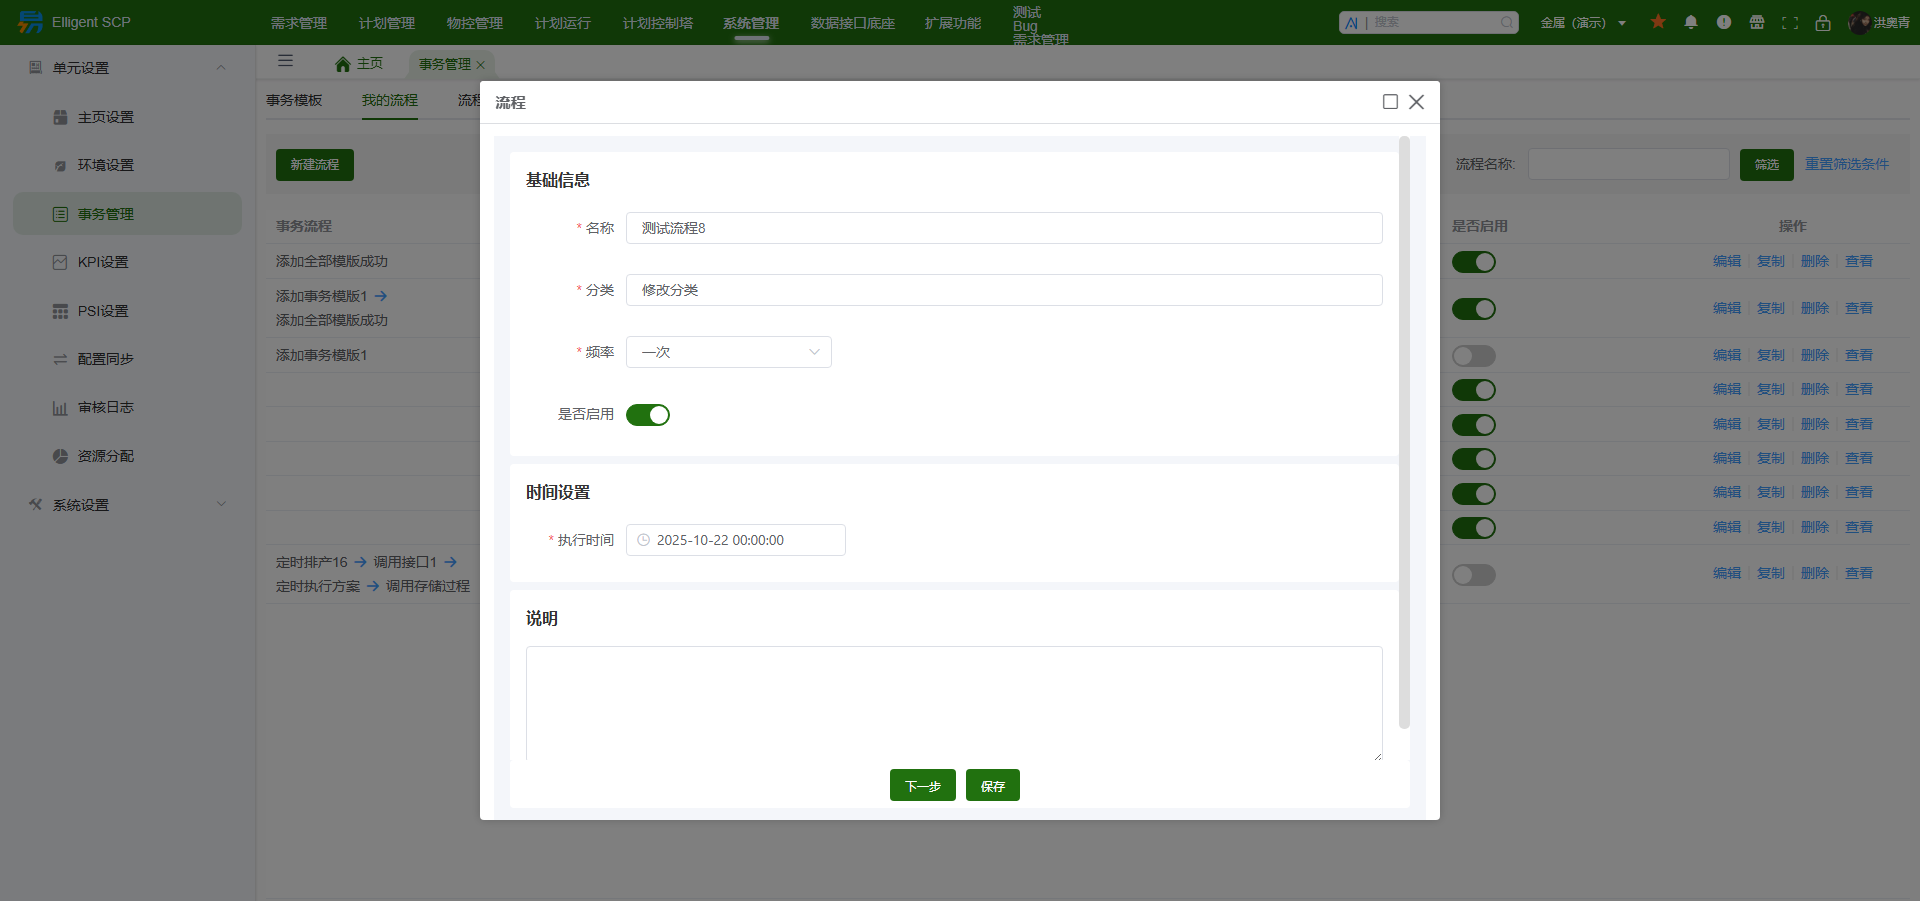 Elligent SCP
需求管理
计划管理
物控管理
计划运行
计划控制塔
系统管理
数据接口底座
扩展功能
测试
Bug
需求管理
AI | 搜索
金属（演示）
洪奥青
单元设置
主页设置
环境设置
事务管理
KPI设置
PSI设置
配置同步
审核日志
资源分配
系统设置
主页
事务管理
事务模板
我的流程
新建流程
流程名称:
筛选
重置筛选条件
事务流程
是否启用
操作
添加全部模版成功
编辑 复制 删除 查看
添加事务模版1
添加全部模版成功
编辑 复制 删除 查看
添加事务模版1
编辑 复制 删除 查看
编辑 复制 删除 查看
编辑 复制 删除 查看
编辑 复制 删除 查看
编辑 复制 删除 查看
编辑 复制 删除 查看
定时排产16 → 调用接口1 →
定时执行方案 → 调用存储过程
编辑 复制 删除 查看
流程
基础信息
* 名称 测试流程8
* 分类 修改分类
* 频率 一次
是否启用
时间设置
* 执行时间 2025-10-22 00:00:00
说明
下一步
保存